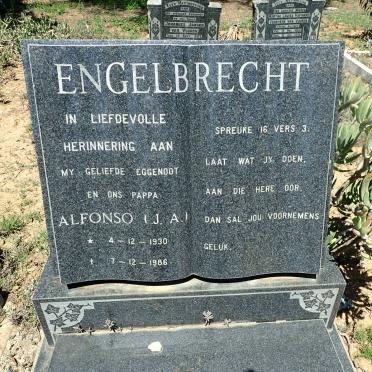 ENGELBRECHT
IN LIEFDEVOLLE
HERINNERING AAN
MY GELIEFDE EGGENOOT
EN ONS PAPPA
ALFONSO (J.A.)
* 4-12-1930
† 7-12-1986
SPREUKE 16 VERS 3.
LAAT WAT JY DOEN,
AAN DIE HERE OOR,
DAN SAL JOU VOORNEMENS
GELUK.